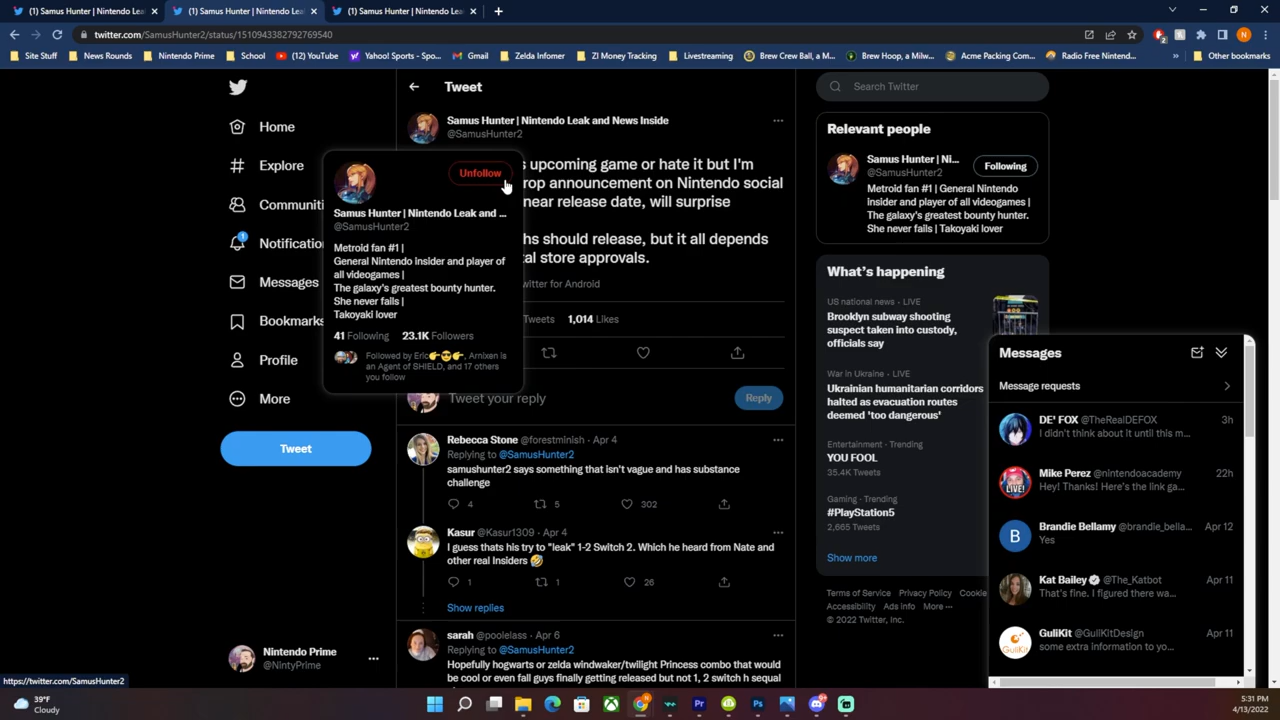 (1) Samus Hunter | Nintendo Leak
(1) Samus Hunter | Nintendo Leak
(1) Samus Hunter | Nintendo Leak
twitter.com/SamusHunter2/status/1510943382792769540
Site Stuff
News Rounds
Nintendo Prime
School
(12) YouTube
Yahoo! Sports - Spo...
Gmail
Zelda Infomer
ZI Money Tracking
Livestreaming
Brew Crew Ball, a M...
Brew Hoop, a Milw...
Acme Packing Com...
Radio Free Nintend...
Other bookmarks
Home
Explore
Communiti
Notificatio
1
Messages
Bookmarks
Profile
More
Tweet
Nintendo Prime
@NintyPrime
Tweet
Samus Hunter | Nintendo Leak and News Inside
@SamusHunter2
s upcoming game or hate it but I'm
rop announcement on Nintendo social
near release date, will surprise
hs should release, but it all depends
al store approvals.
witter for Android
Tweets 1,014 Likes
Unfollow
Samus Hunter | Nintendo Leak and ...
@SamusHunter2
Metroid fan #1 |
General Nintendo insider and player of
all videogames |
The galaxy's greatest bounty hunter.
She never fails |
Takoyaki lover
41 Following 23.1K Followers
Followed by Eric👉😎👉, Arnixen is
an Agent of SHIELD, and 17 others
you follow
Tweet your reply
Reply
Rebecca Stone @forestminish · Apr 4
Replying to @SamusHunter2
samushunter2 says something that isn't vague and has substance
challenge
4 5 302
Kasur @Kasur1309 · Apr 4
I guess thats his try to "leak" 1-2 Switch 2. Which he heard from Nate and
other real Insiders 🤣
1 1 26
Show replies
sarah @pooleiass · Apr 6
Replying to @SamusHunter2
Hopefully hogwarts or zelda windwaker/twilight Princess combo that would
be cool or even fall guys finally getting released but not 1, 2 switch h sequal
Search Twitter
Relevant people
Samus Hunter | Ni...
@SamusHunter2
Following
Metroid fan #1 | General Nintendo
insider and player of all videogames |
The galaxy's greatest bounty hunter.
She never fails | Takoyaki lover
What's happening
US national news · LIVE
Brooklyn subway shooting
suspect taken into custody,
officials say
War in Ukraine · LIVE
Ukrainian humanitarian corridors
halted as evacuation routes
deemed 'too dangerous'
Entertainment · Trending
YOU FOOL
35.4K Tweets
Gaming · Trending
#PlayStation5
2,665 Tweets
Show more
Terms of Service Privacy Policy Cookie
Accessibility Ads info More ···
© 2022 Twitter, Inc.
Messages
Message requests
DE' FOX @TheRealDEFOX 3h
I didn't think about it until this m...
LIVE!
Mike Perez @nintendoacademy 22h
Hey! Thanks! Here's the link ga...
B
Brandie Bellamy @brandie_bella... Apr 12
Yes
Kat Bailey @The_Katbot Apr 11
That's fine. I figured there wa...
GuliKit
GuliKit @GuliKitDesign Apr 11
some extra information to yo...
https://twitter.com/SamusHunter2
39°F
Cloudy
5:31 PM
4/13/2022